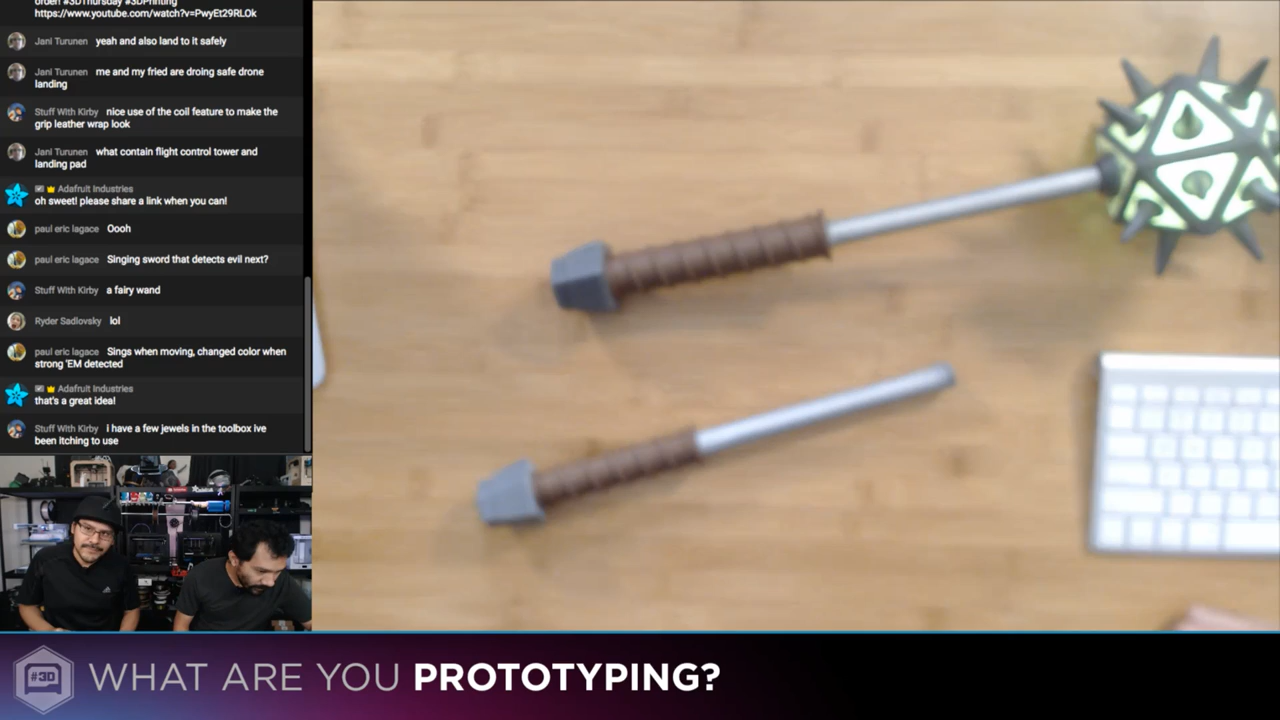 order! #3DThursday #3DPrinting
https://www.youtube.com/watch?v=PwyEt29RLOk
Jani Turunen yeah and also land to it safely
Jani Turunen me and my fried are droing safe drone
landing
Stuff With Kirby nice use of the coil feature to make the
grip leather wrap look
Jani Turunen what contain flight control tower and
landing pad
Adafruit Industries
oh sweet! please share a link when you can!
paul eric lagace Oooh
paul eric lagace Singing sword that detects evil next?
Stuff With Kirby a fairy wand
Ryder Sadlovsky lol
paul eric lagace Sings when moving, changed color when
strong 'EM detected
Adafruit Industries
that's a great idea!
Stuff With Kirby i have a few jewels in the toolbox ive
been itching to use
#3D
WHAT ARE YOU PROTOTYPING?